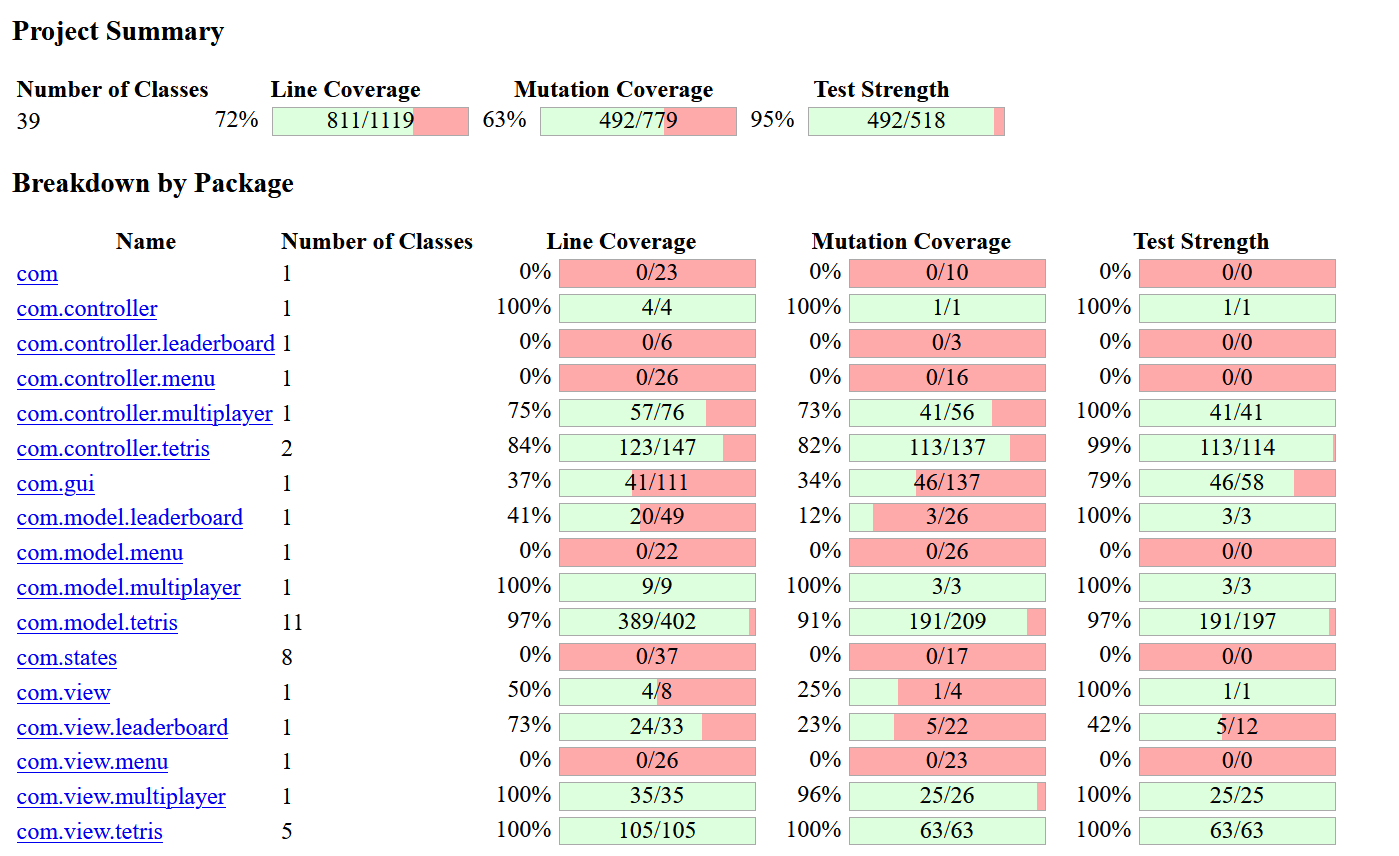 Project Summary
Number of Classes Line Coverage Mutation Coverage Test Strength
39 72% 811/1119 63% 492/779 95% 492/518
Breakdown by Package
Name Number of Classes Line Coverage Mutation Coverage Test Strength
com 1 0% 0/23 0% 0/10 0% 0/0
com.controller 1 100% 4/4 100% 1/1 100% 1/1
com.controller.leaderboard 1 0% 0/6 0% 0/3 0% 0/0
com.controller.menu 1 0% 0/26 0% 0/16 0% 0/0
com.controller.multiplayer 1 75% 57/76 73% 41/56 100% 41/41
com.controller.tetris 2 84% 123/147 82% 113/137 99% 113/114
com.gui 1 37% 41/111 34% 46/137 79% 46/58
com.model.leaderboard 1 41% 20/49 12% 3/26 100% 3/3
com.model.menu 1 0% 0/22 0% 0/26 0% 0/0
com.model.multiplayer 1 100% 9/9 100% 3/3 100% 3/3
com.model.tetris 11 97% 389/402 91% 191/209 97% 191/197
com.states 8 0% 0/37 0% 0/17 0% 0/0
com.view 1 50% 4/8 25% 1/4 100% 1/1
com.view.leaderboard 1 73% 24/33 23% 5/22 42% 5/12
com.view.menu 1 0% 0/26 0% 0/23 0% 0/0
com.view.multiplayer 1 100% 35/35 96% 25/26 100% 25/25
com.view.tetris 5 100% 105/105 100% 63/63 100% 63/63